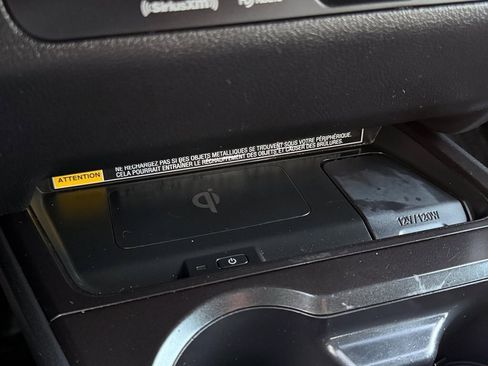 SiriusXM
ATTENTION
NE RECHARGEZ PAS SI DES OBJETS METALLIQUES SE TROUVENT SOUS VOTRE PÉRIPHÉRIQUE.
CELA POURRAIT ENTRAÎNER LE RÉCHAUFFEMENT DES OBJETS ET CAUSER DES BRÛLURES.
12V/120W